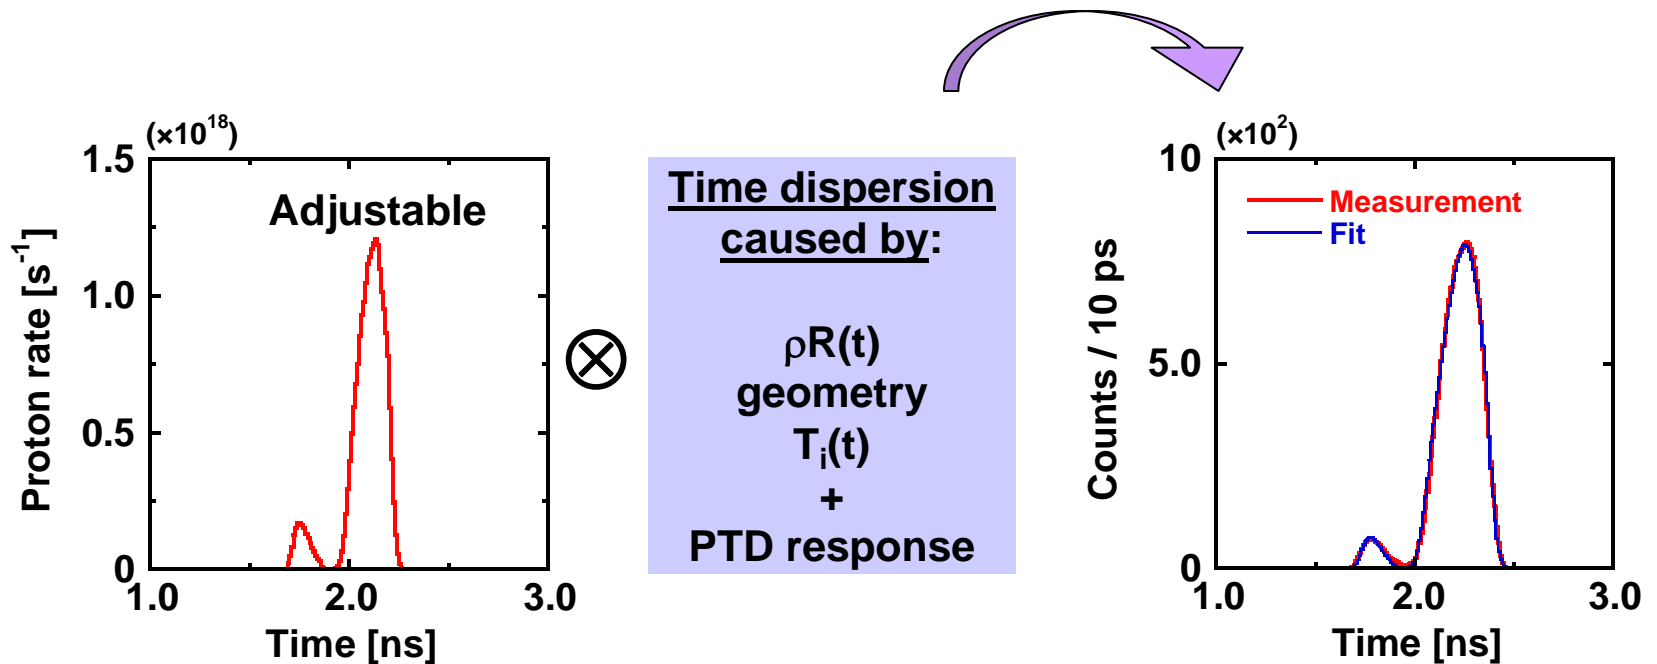 (×10^18)
1.5
1.0
0.5
0
Proton rate [s^-1]
Adjustable
1.0 2.0 3.0
Time [ns]
Time dispersion
caused by:
ρR(t)
geometry
T_i(t)
+
PTD response
(×10^2)
10
5.0
0
Counts / 10 ps
Measurement
Fit
1.0 2.0 3.0
Time [ns]